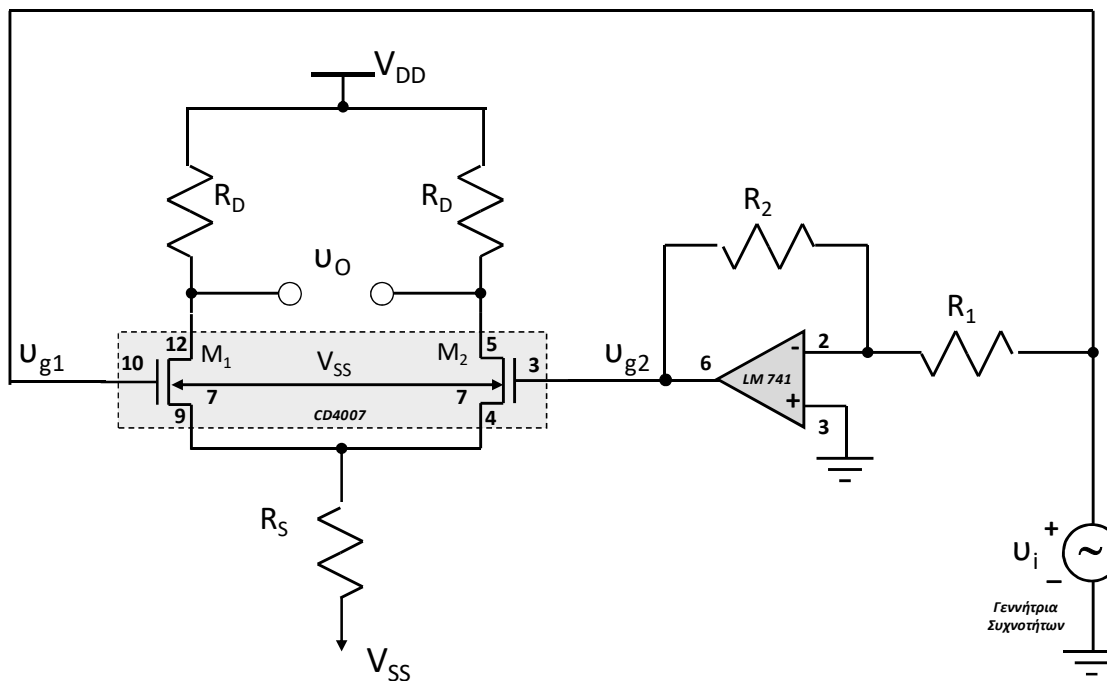 V_DD
R_D
R_D
R_2
υ_O
R_1
υ_g1
10
12
M_1
V_SS
M_2
5
3
υ_g2
6
2
-
LM 741
+
3
7
7
9
CD4007
4
R_S
V_SS
+
υ_i
~
−
Γεννήτρια
Συχνοτήτων